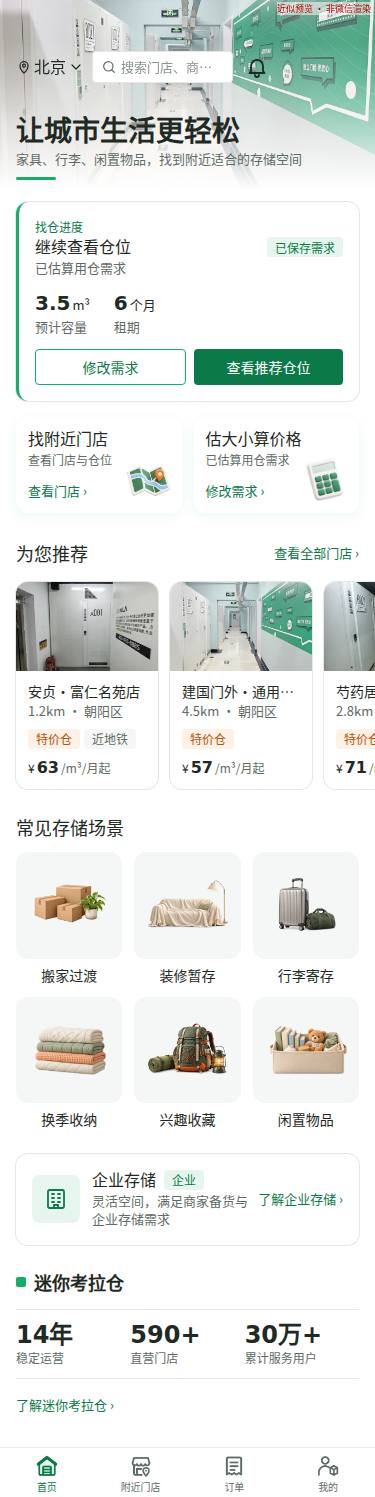 近似预览 · 非微信渲染
北京
搜索门店、商…
让城市生活更轻松
家具、行李、闲置物品，找到附近适合的存储空间
找仓进度
继续查看仓位
已保存需求
已估算用仓需求
3.5 m³
6 个月
预计容量
租期
修改需求
查看推荐仓位
找附近门店
查看门店与仓位
查看门店 ›
估大小算价格
已估算用仓需求
修改需求 ›
为您推荐
查看全部门店 ›
安贞·富仁名苑店
1.2km · 朝阳区
特价仓
近地铁
¥63/m³/月起
建国门外·通用…
4.5km · 朝阳区
特价仓
¥57/m³/月起
芍药居
2.8km
特价仓
¥71/
常见存储场景
搬家过渡
装修暂存
行李寄存
换季收纳
兴趣收藏
闲置物品
企业存储
企业
灵活空间，满足商家备货与
企业存储需求
了解企业存储 ›
迷你考拉仓
14年
590+
30万+
稳定运营
直营门店
累计服务用户
了解迷你考拉仓 ›
首页
附近门店
订单
我的